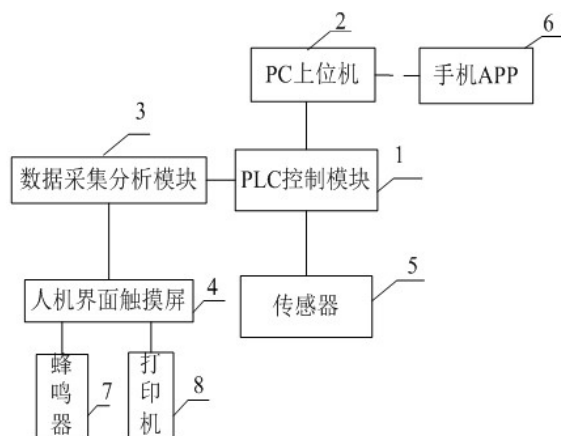 2
6
PC上位机
手机APP
3
1
数据采集分析模块
PLC控制模块
5
人机界面触摸屏
4
传感器
蜂鸣器
7
打印机
8